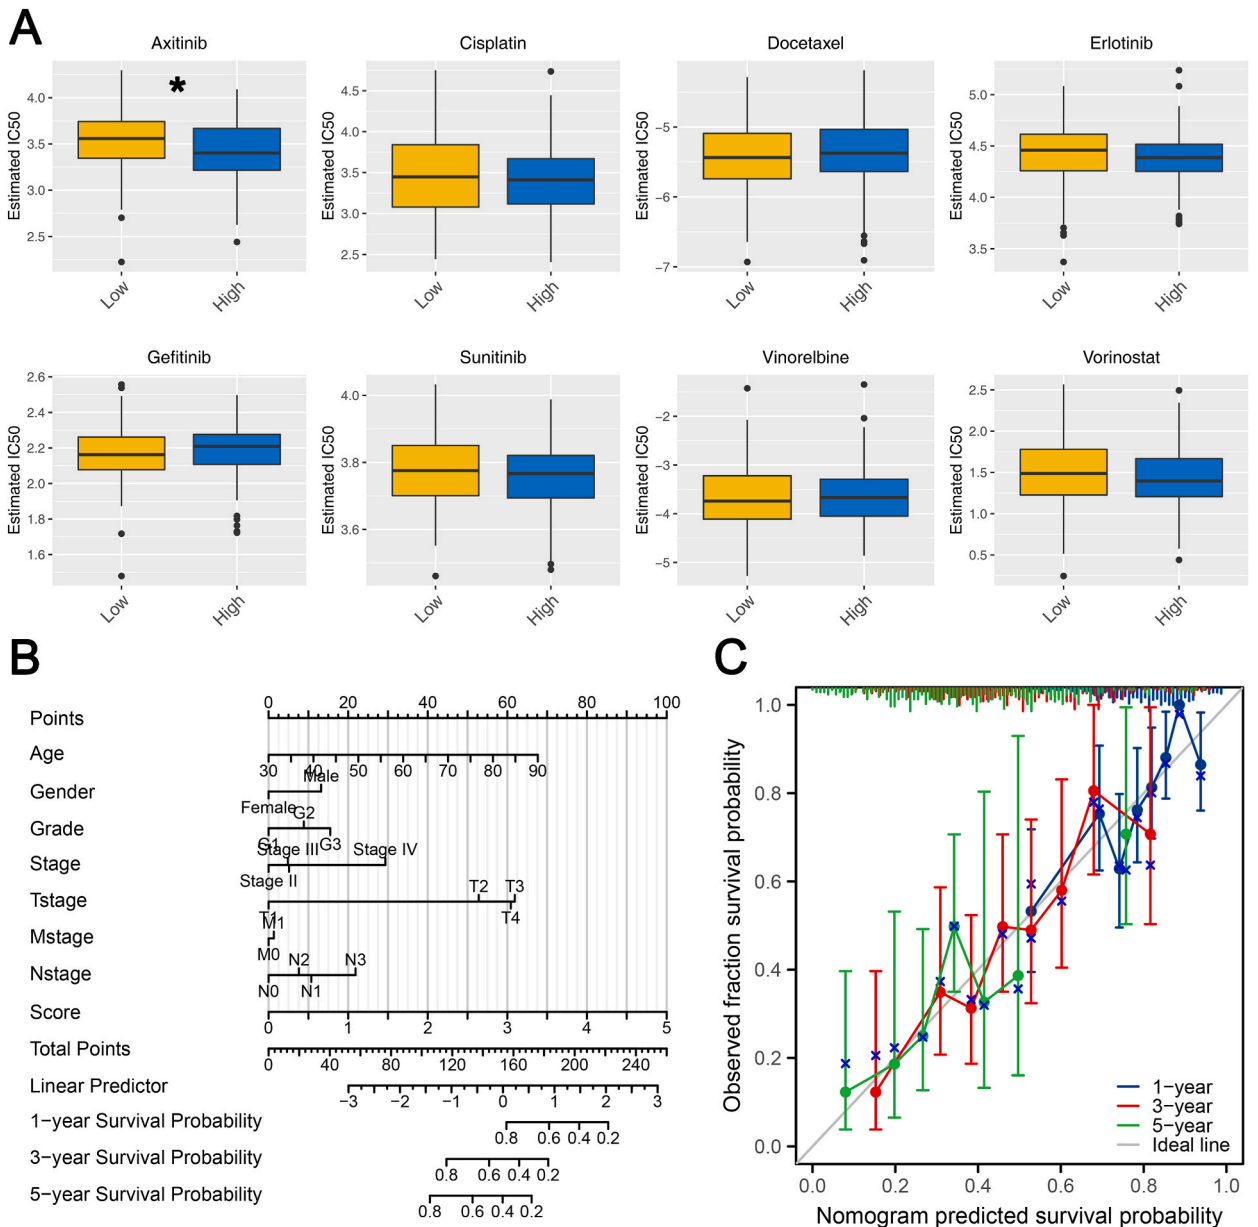 A
Axitinib
Cisplatin
Docetaxel
Erlotinib
Estimated IC50
4.0
3.5
3.0
2.5
*
Low
High
Estimated IC50
4.5
4.0
3.5
3.0
2.5
Low
High
Estimated IC50
−5
−6
−7
Low
High
Estimated IC50
5.0
4.5
4.0
3.5
Low
High
Gefitinib
Sunitinib
Vinorelbine
Vorinostat
Estimated IC50
2.6
2.4
2.2
2.0
1.8
1.6
Low
High
Estimated IC50
4.0
3.8
3.6
Low
High
Estimated IC50
−2
−3
−4
−5
Low
High
Estimated IC50
2.5
2.0
1.5
1.0
0.5
Low
High
B
Points
0 20 40 60 80 100
Age
30 40 50 60 70 80 90
Gender
Male
Female
Grade
G2
G1 G3
Stage
Stage III Stage IV
Stage II
Tstage
T2 T3
T1 T4
Mstage
M1
M0
Nstage
N2 N3
N0 N1
Score
0 1 2 3 4 5
Total Points
0 40 80 120 160 200 240
Linear Predictor
−3 −2 −1 0 1 2 3
1−year Survival Probability
0.8 0.6 0.4 0.2
3−year Survival Probability
0.8 0.6 0.4 0.2
5−year Survival Probability
0.8 0.6 0.4 0.2
C
Observed fraction survival probability
1.0
0.8
0.6
0.4
0.2
0.0
1−year
3−year
5−year
Ideal line
0.0 0.2 0.4 0.6 0.8 1.0
Nomogram predicted survival probability